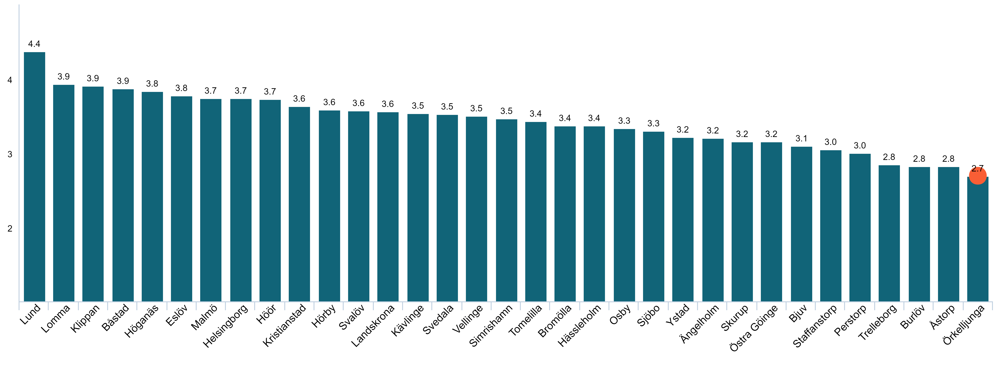 4.4
3.9
3.9
3.9
3.8
3.8
3.7
3.7
3.7
3.6
3.6
3.6
3.6
3.5
3.5
3.5
3.5
3.4
3.4
3.4
3.3
3.3
3.2
3.2
3.2
3.2
3.1
3.0
3.0
2.8
2.8
2.8
2.7
4
3
2
Lund
Lomma
Klippan
Båstad
Höganäs
Eslöv
Malmö
Helsingborg
Höör
Kristianstad
Hörby
Svalöv
Landskrona
Kävlinge
Svedala
Vellinge
Simrishamn
Tomelilla
Bromölla
Hässleholm
Osby
Sjöbo
Ystad
Ängelholm
Skurup
Östra Göinge
Bjuv
Staffanstorp
Perstorp
Trelleborg
Burlöv
Åstorp
Örkelljunga